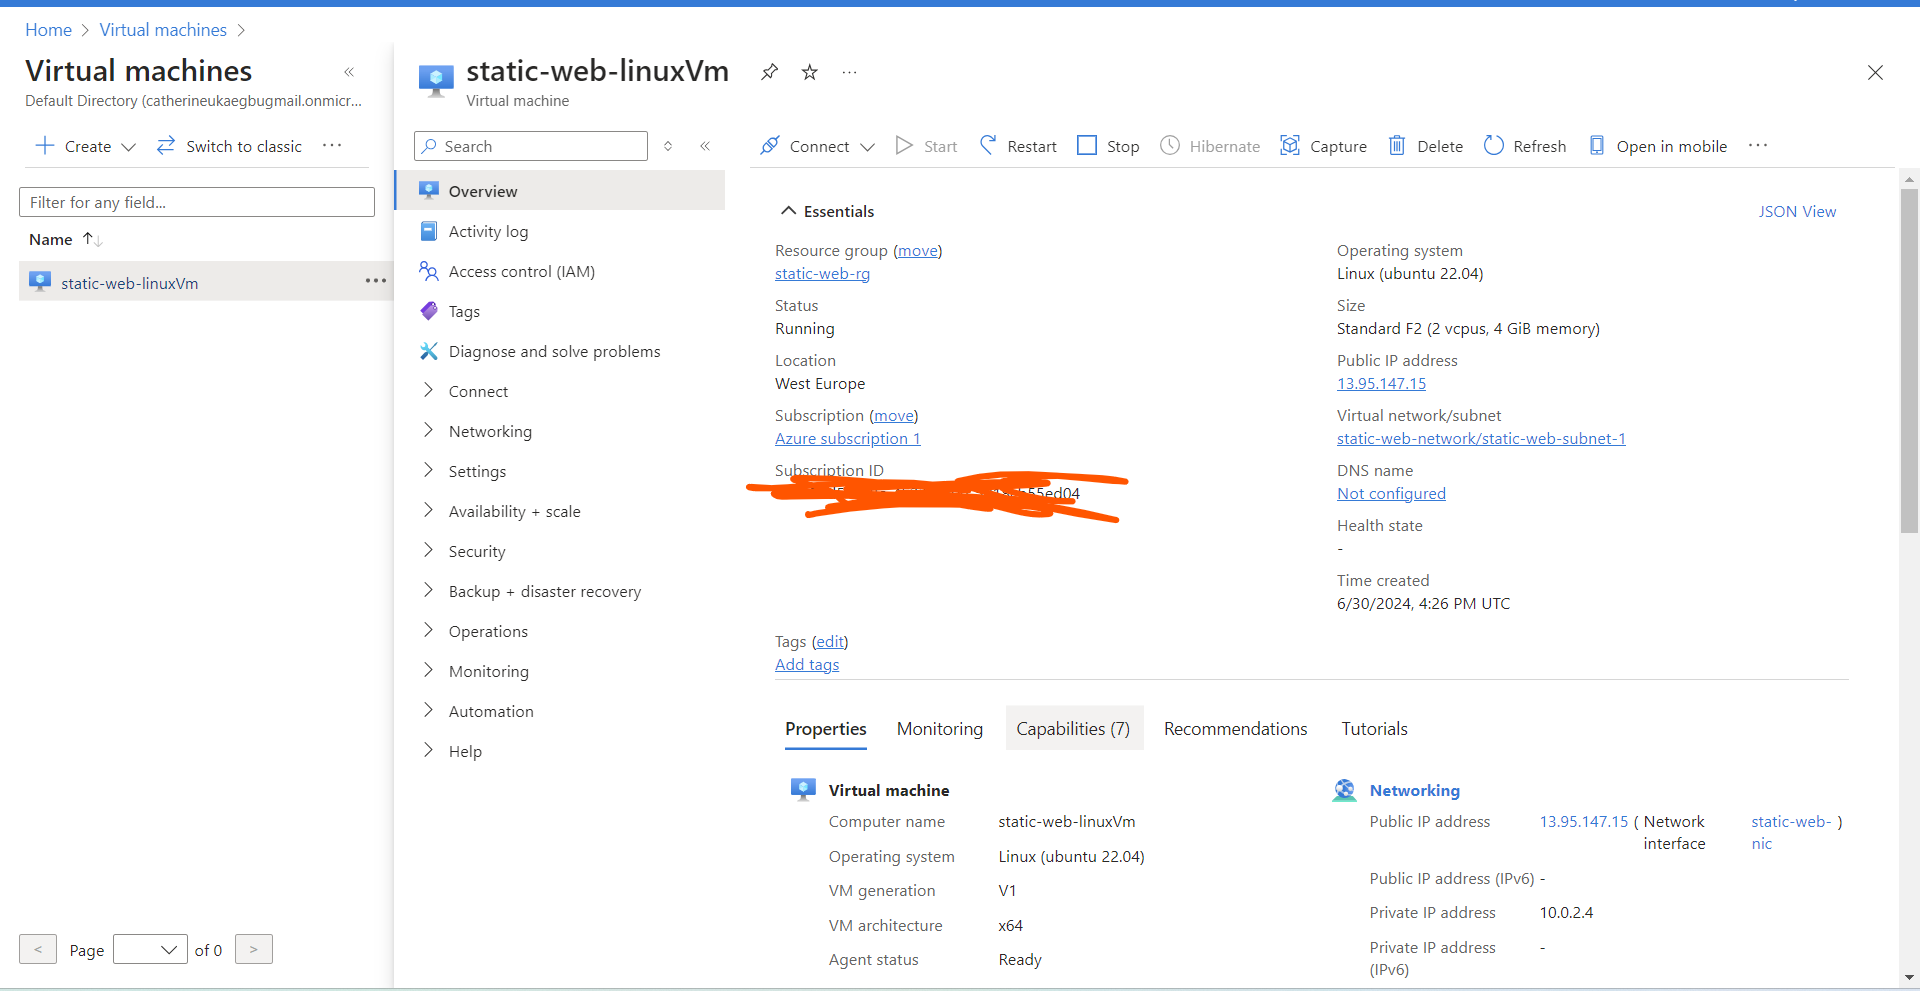 Home > Virtual machines >
Virtual machines
Default Directory (catherineukaegbugmail.onmicr...
Create
Switch to classic
Filter for any field...
Name
static-web-linuxVm
< Page of 0 >
static-web-linuxVm
Virtual machine
Search
Overview
Activity log
Access control (IAM)
Tags
Diagnose and solve problems
Connect
Networking
Settings
Availability + scale
Security
Backup + disaster recovery
Operations
Monitoring
Automation
Help
Connect Start Restart Stop Hibernate Capture Delete Refresh Open in mobile
Essentials
JSON View
Resource group (move)
static-web-rg
Status
Running
Location
West Europe
Subscription (move)
Azure subscription 1
Subscription ID
Operating system
Linux (ubuntu 22.04)
Size
Standard F2 (2 vcpus, 4 GiB memory)
Public IP address
13.95.147.15
Virtual network/subnet
static-web-network/static-web-subnet-1
DNS name
Not configured
Health state
-
Time created
6/30/2024, 4:26 PM UTC
Tags (edit)
Add tags
Properties Monitoring Capabilities (7) Recommendations Tutorials
Virtual machine
Computer name static-web-linuxVm
Operating system Linux (ubuntu 22.04)
VM generation V1
VM architecture x64
Agent status Ready
Networking
Public IP address 13.95.147.15 ( Network interface static-web-nic )
Public IP address (IPv6) -
Private IP address 10.0.2.4
Private IP address (IPv6) -